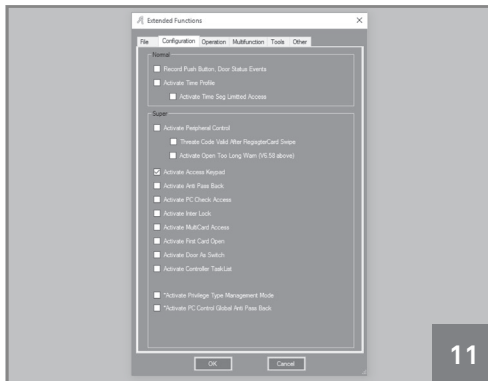 Extended Functions
File Configuration Operation Multifunction Tools Other
Normal
Record Push Button, Door Status Events
Activate Time Profile
Activate Time Seg Limitted Access
Super
Activate Peripheral Control
Threate Code Valid After RegisgterCard Swipe
Activate Open Too Long Warn (V6.58 above)
Activate Access Keypad
Activate Anti Pass Back
Activate PC Check Access
Activate Inter Lock
Activate MultiCard Access
Activate First Card Open
Activate Door As Switch
Activate Controller TaskList
*Activate Privilege Type Management Mode
*Activate PC Control Global Anti Pass Back
OK Cancel
11